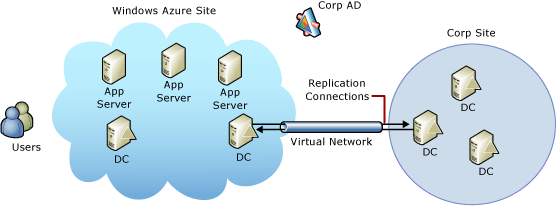 Windows Azure Site
Corp AD
Corp Site
App
Server
App
Server
App
Server
Replication
Connections
DC
Users
DC
DC
Virtual Network
DC
DC